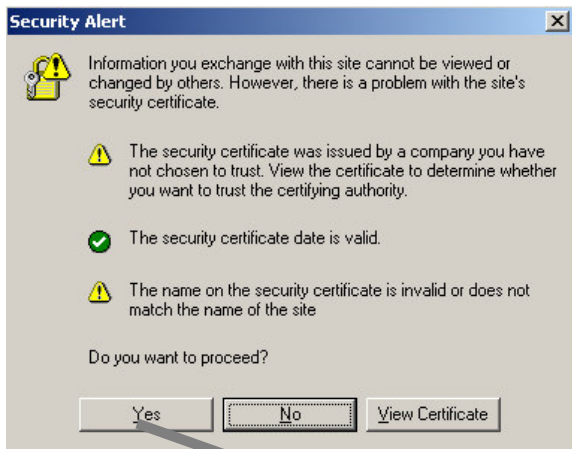 Security Alert
Information you exchange with this site cannot be viewed or
changed by others. However, there is a problem with the site's
security certificate.
The security certificate was issued by a company you have
not chosen to trust. View the certificate to determine whether
you want to trust the certifying authority.
The security certificate date is valid.
The name on the security certificate is invalid or does not
match the name of the site
Do you want to proceed?
Yes No View Certificate